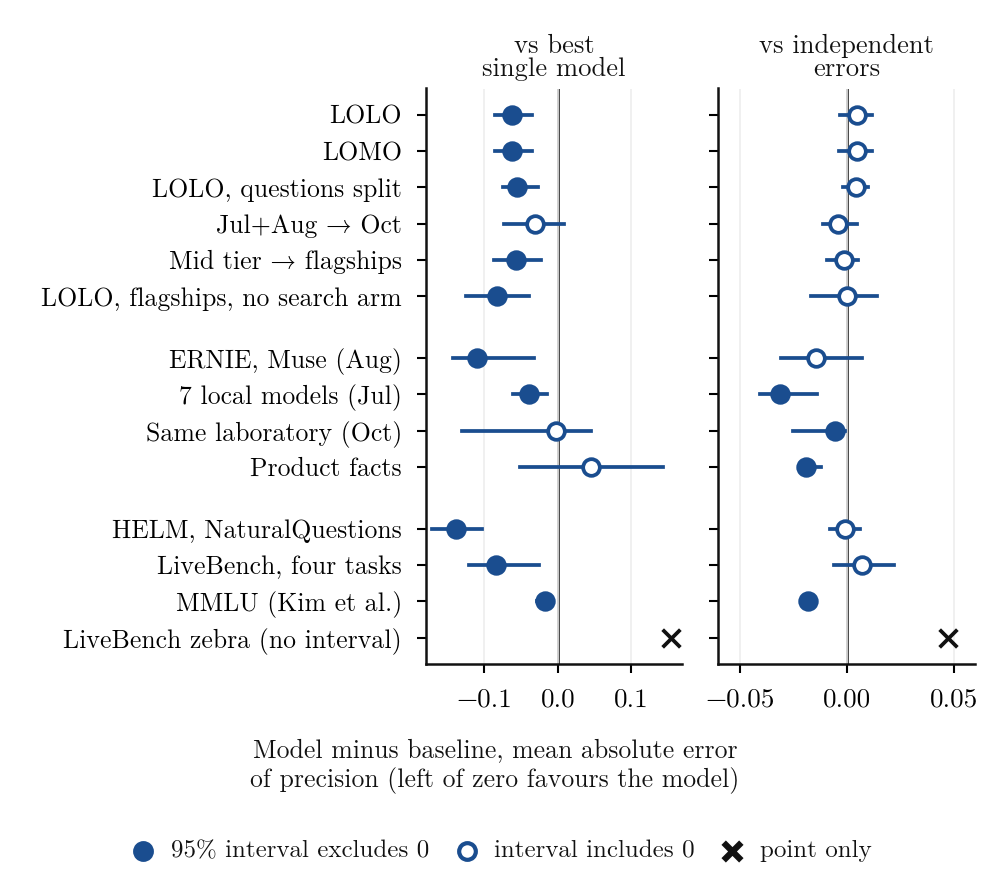 vs best
single model
vs independent
errors
LOLO
LOMO
LOLO, questions split
Jul+Aug → Oct
Mid tier → flagships
LOLO, flagships, no search arm
ERNIE, Muse (Aug)
7 local models (Jul)
Same laboratory (Oct)
Product facts
HELM, NaturalQuestions
LiveBench, four tasks
MMLU (Kim et al.)
LiveBench zebra (no interval)
−0.1 0.0 0.1
−0.05 0.00 0.05
Model minus baseline, mean absolute error
of precision (left of zero favours the model)
95% interval excludes 0 interval includes 0 point only